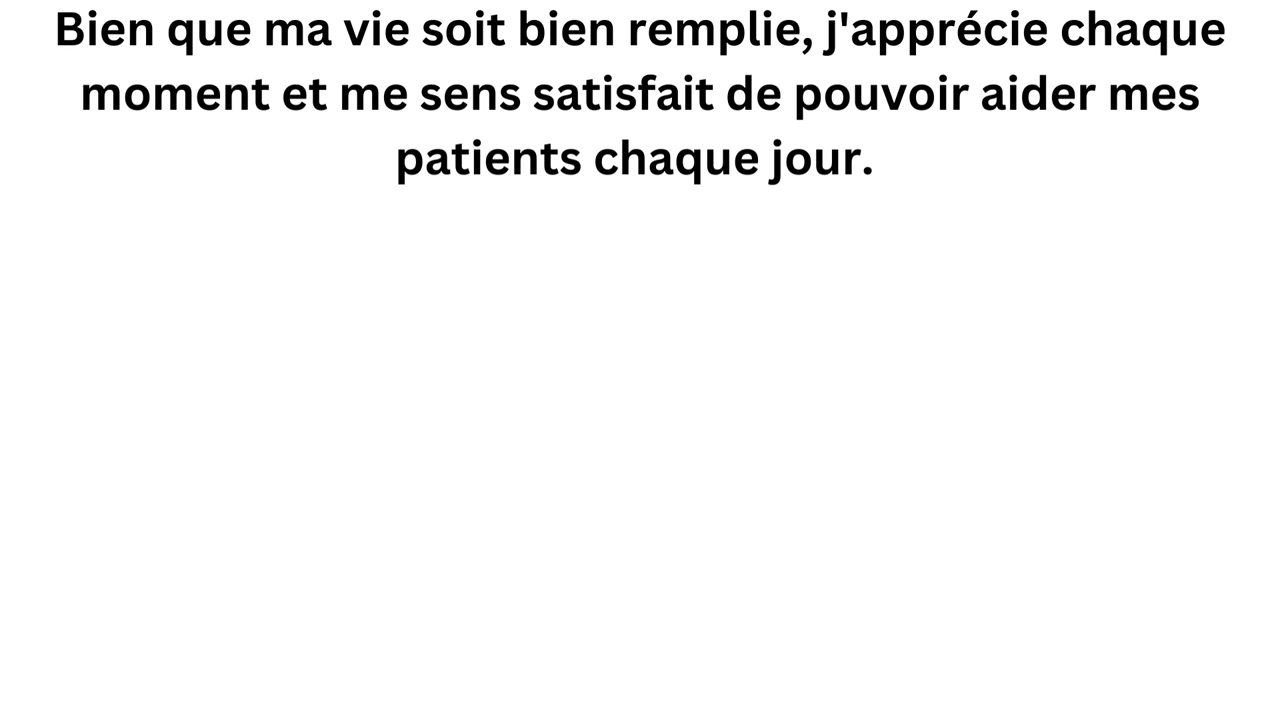 Bien que ma vie soit bien remplie, j'apprécie chaque
moment et me sens satisfait de pouvoir aider mes
patients chaque jour.